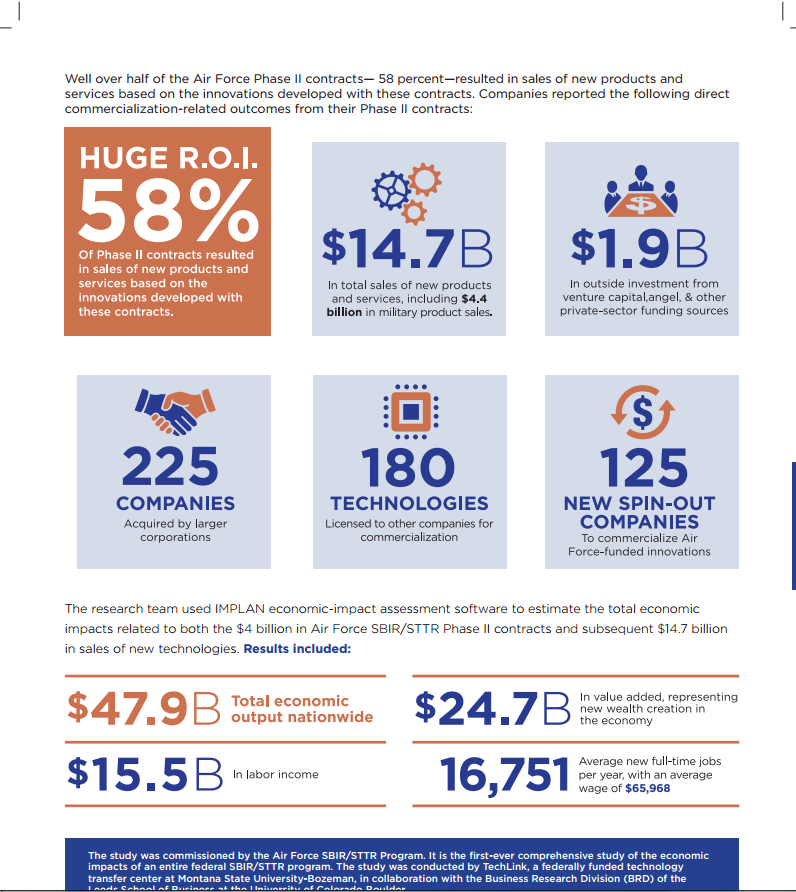 Well over half of the Air Force Phase II contracts— 58 percent—resulted in sales of new products and
services based on the innovations developed with these contracts. Companies reported the following direct
commercialization-related outcomes from their Phase II contracts:
HUGE R.O.I.
58%
Of Phase II contracts resulted
in sales of new products and
services based on the
innovations developed with
these contracts.
$14.7B
In total sales of new products
and services, including $4.4
billion in military product sales.
$1.9B
In outside investment from
venture capital,angel, & other
private-sector funding sources
225
COMPANIES
Acquired by larger
corporations
180
TECHNOLOGIES
Licensed to other companies for
commercialization
125
NEW SPIN-OUT
COMPANIES
To commercialize Air
Force-funded innovations
The research team used IMPLAN economic-impact assessment software to estimate the total economic
impacts related to both the $4 billion in Air Force SBIR/STTR Phase II contracts and subsequent $14.7 billion
in sales of new technologies. Results included:
$47.9B
Total economic
output nationwide
$24.7B
In value added, representing
new wealth creation in
the economy
$15.5B
In labor income
16,751
Average new full-time jobs
per year, with an average
wage of $65,968
The study was commissioned by the Air Force SBIR/STTR Program. It is the first-ever comprehensive study of the economic
impacts of an entire federal SBIR/STTR program. The study was conducted by TechLink, a federally funded technology
transfer center at Montana State University-Bozeman, in collaboration with the Business Research Division (BRD) of the
Leeds School of Business at the University of Colorado Boulder.